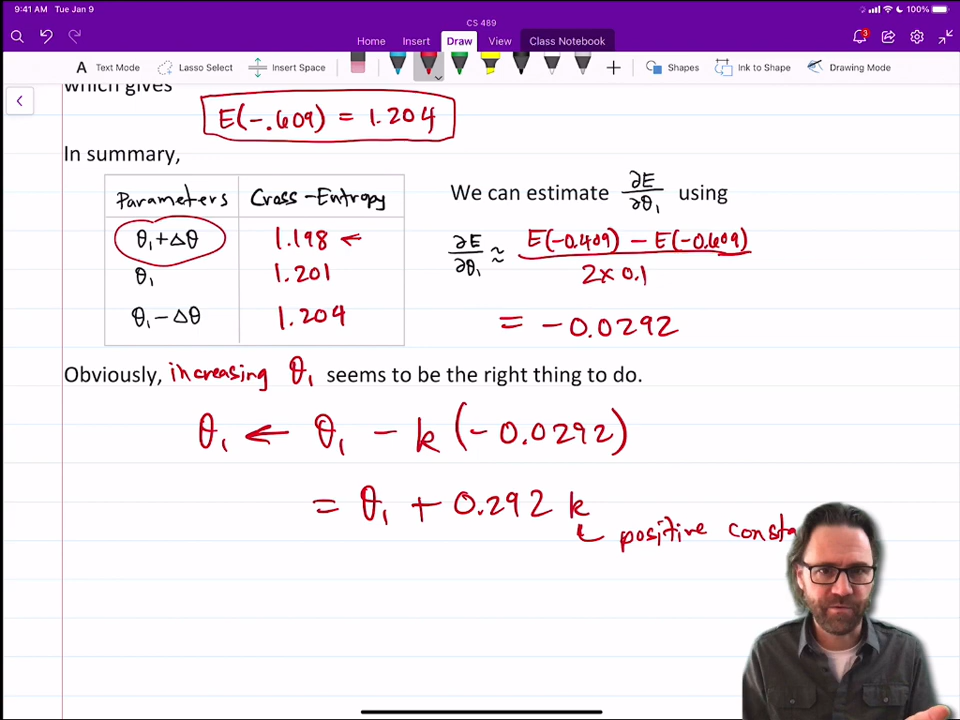 9:41 AM Tue Jan 9
100%
CS 489
Home Insert Draw View Class Notebook
3
Text Mode Lasso Select Insert Space Shapes Ink to Shape Drawing Mode
which gives
E(-.609) = 1.204
In summary,
Parameters Cross-Entropy
θ₁+Δθ 1.198 ←
θ₁ 1.201
θ₁-Δθ 1.204
We can estimate ∂E/∂θ₁ using
∂E/∂θ₁ ≈ E(-0.409) - E(-0.609) / 2x0.1
= -0.0292
Obviously, increasing θ₁ seems to be the right thing to do.
θ₁ ← θ₁ - k(-0.0292)
= θ₁ + 0.292 k
positive